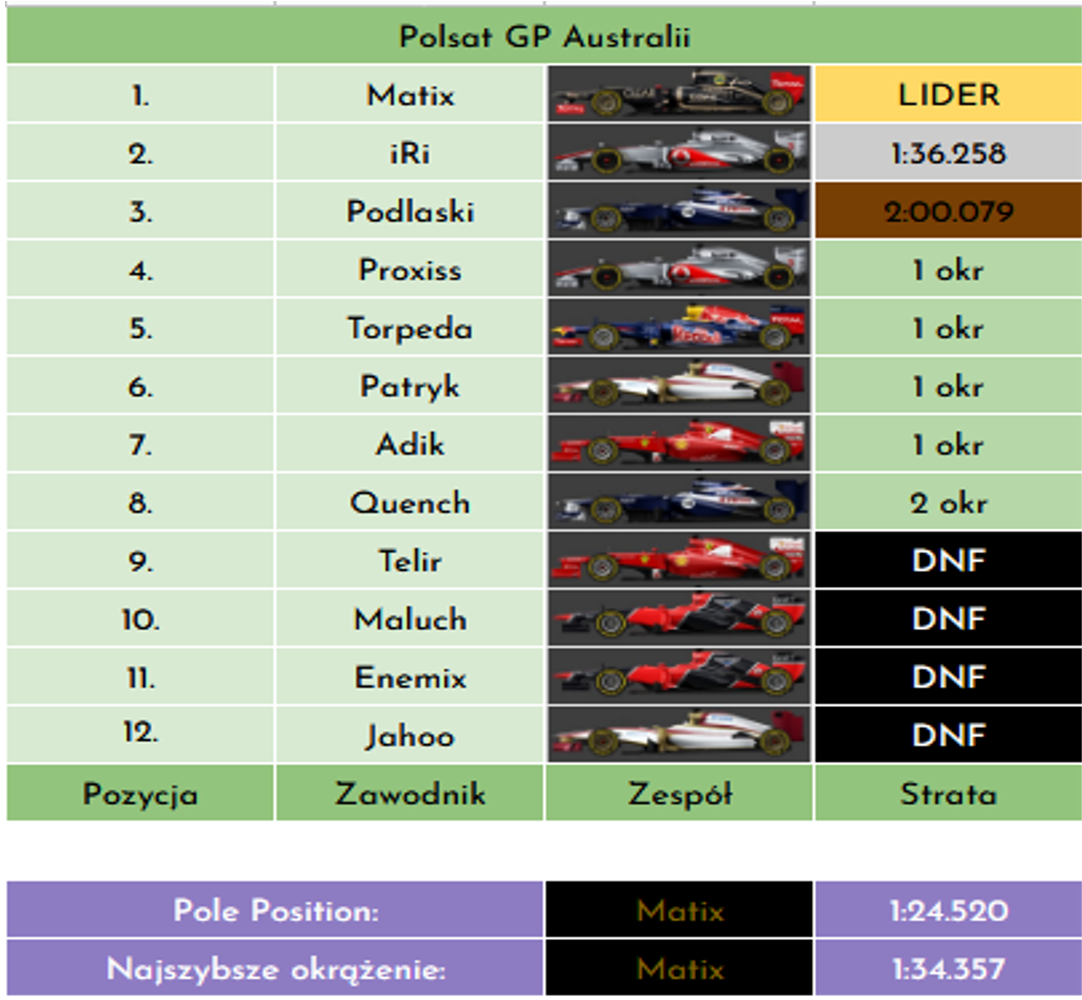 Polsat GP Australii
1. Matix LIDER
2. iRi 1:36.258
3. Podlaski 2:00.079
4. Proxiss 1 okr
5. Torpeda 1 okr
6. Patryk 1 okr
7. Adik 1 okr
8. Quench 2 okr
9. Telir DNF
10. Maluch DNF
11. Enemix DNF
12. Jahoo DNF
Pozycja Zawodnik Zespół Strata
Pole Position: Matix 1:24.520
Najszybsze okrążenie: Matix 1:34.357